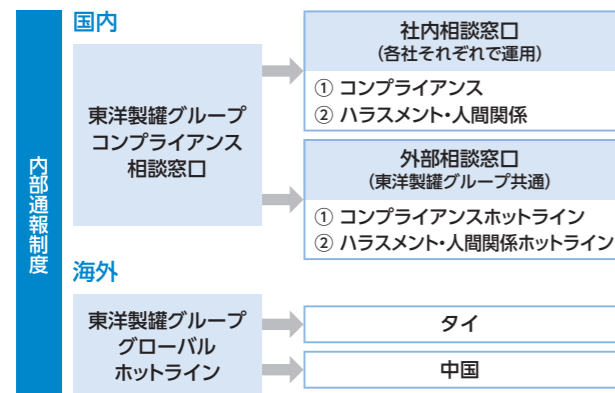 内部通報制度
国内
東洋製罐グループ
コンプライアンス
相談窓口
社内相談窓口
(各社それぞれで運用)
① コンプライアンス
② ハラスメント・人間関係
外部相談窓口
(東洋製罐グループ共通)
① コンプライアンスホットライン
② ハラスメント・人間関係ホットライン
海外
東洋製罐グループ
グローバル
ホットライン
タイ
中国